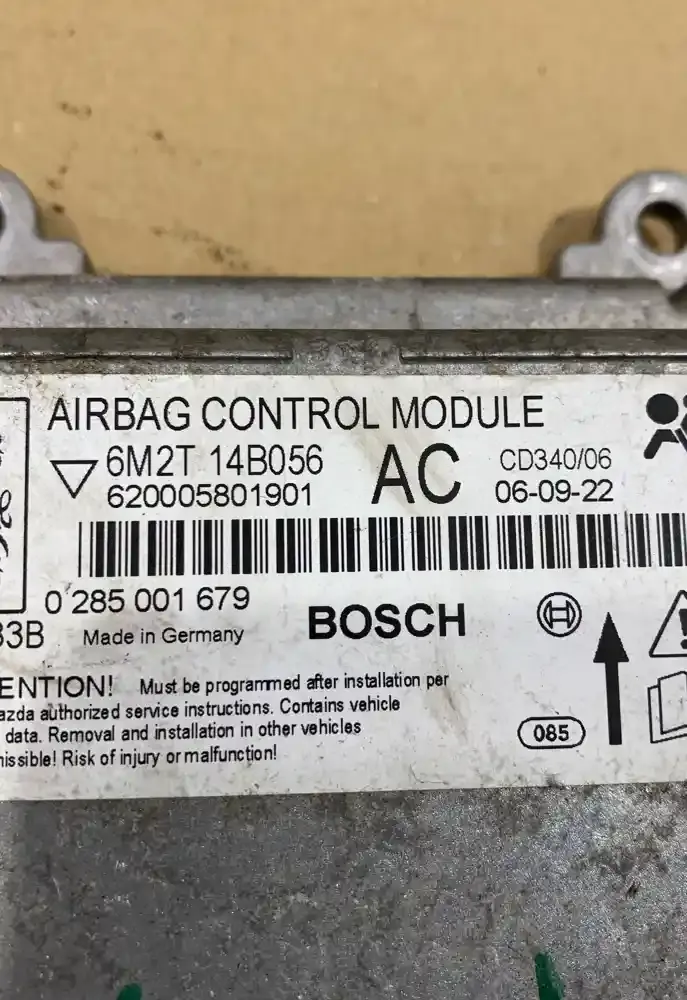 AIRBAG CONTROL MODULE
6M2T 14B056 AC CD340/06
620005801901 06-09-22
0 285 001 679
33B Made in Germany BOSCH
ENTION! Must be programmed after installation per
azda authorized service instructions. Contains vehicle
data. Removal and installation in other vehicles
issible! Risk of injury or malfunction!
085